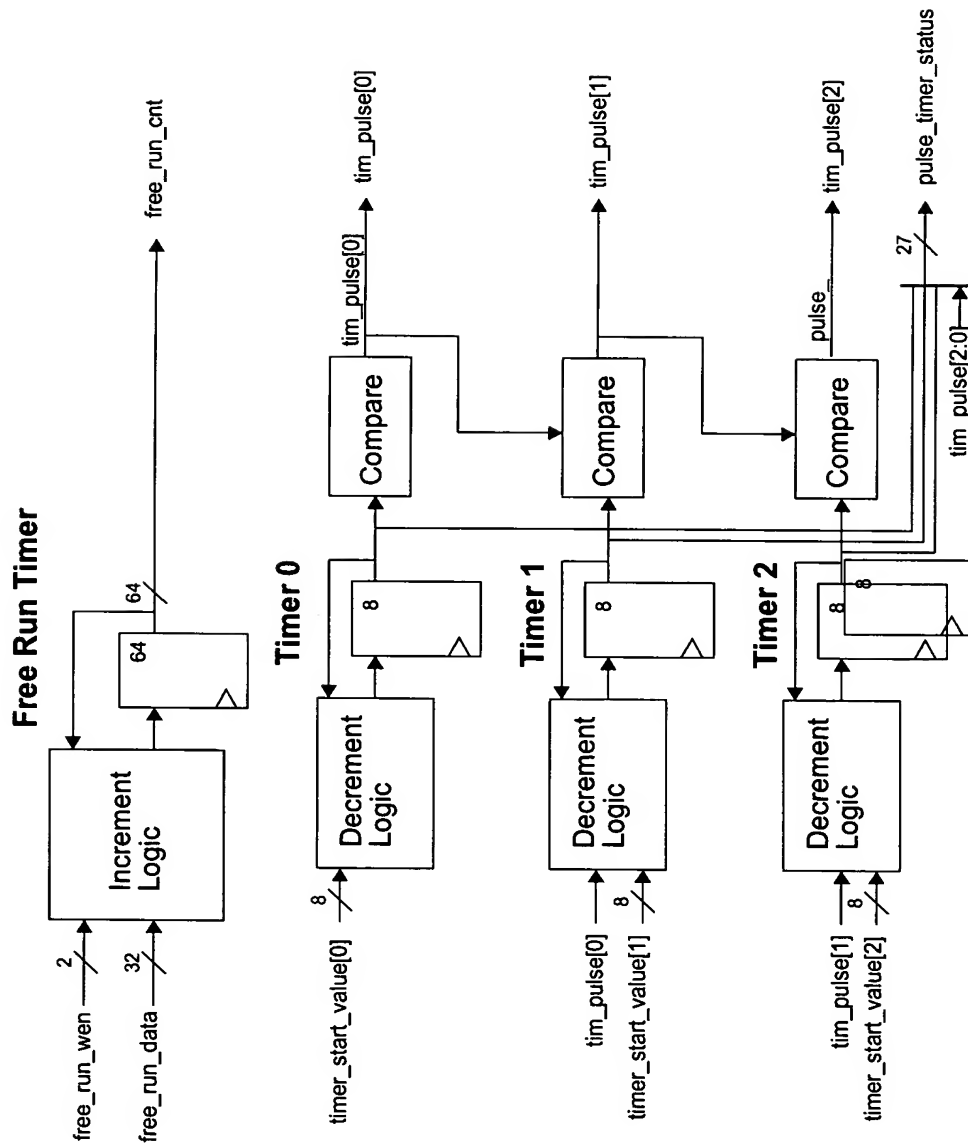 Free Run Timer
free_run_wen
2
free_run_data
32
Increment
Logic
64
64
free_run_cnt
Timer 0
timer_start_value[0]
8
Decrement
Logic
8
Compare
tim_pulse[0]
tim_pulse[0]
Timer 1
tim_pulse[0]
timer_start_value[1]
8
Decrement
Logic
8
Compare
tim_pulse[1]
Timer 2
tim_pulse[1]
timer_start_value[2]
8
Decrement
Logic
8
8
Compare
pulse_
tim_pulse[2]
27
pulse_timer_status
tim_pulse[2:0]